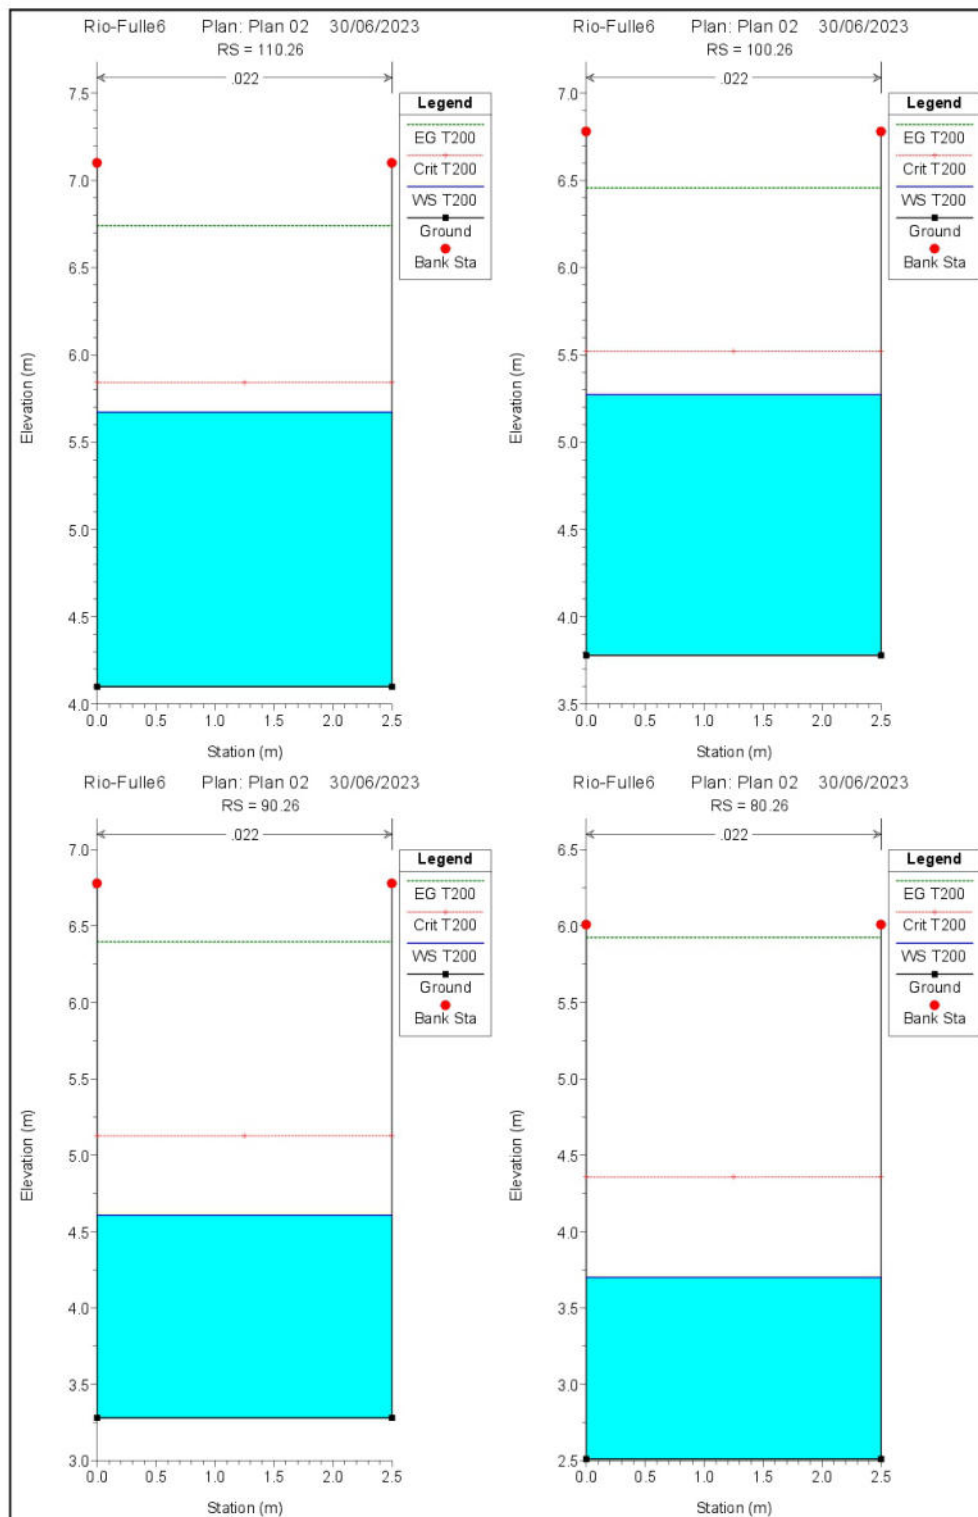 Rio-Fulle6 Plan: Plan 02 30/06/2023
RS = 110.26
.022
7.5
7.0
6.5
6.0
5.5
5.0
4.5
4.0
0.0 0.5 1.0 1.5 2.0 2.5
Elevation (m)
Station (m)
Legend
EG T200
Crit T200
WS T200
Ground
Bank Sta
Rio-Fulle6 Plan: Plan 02 30/06/2023
RS = 100.26
.022
7.0
6.5
6.0
5.5
5.0
4.5
4.0
3.5
0.0 0.5 1.0 1.5 2.0 2.5
Elevation (m)
Station (m)
Legend
EG T200
Crit T200
WS T200
Ground
Bank Sta
Rio-Fulle6 Plan: Plan 02 30/06/2023
RS = 90.26
.022
7.0
6.5
6.0
5.5
5.0
4.5
4.0
3.5
3.0
0.0 0.5 1.0 1.5 2.0 2.5
Elevation (m)
Station (m)
Legend
EG T200
Crit T200
WS T200
Ground
Bank Sta
Rio-Fulle6 Plan: Plan 02 30/06/2023
RS = 80.26
.022
6.5
6.0
5.5
5.0
4.5
4.0
3.5
3.0
2.5
0.0 0.5 1.0 1.5 2.0 2.5
Elevation (m)
Station (m)
Legend
EG T200
Crit T200
WS T200
Ground
Bank Sta